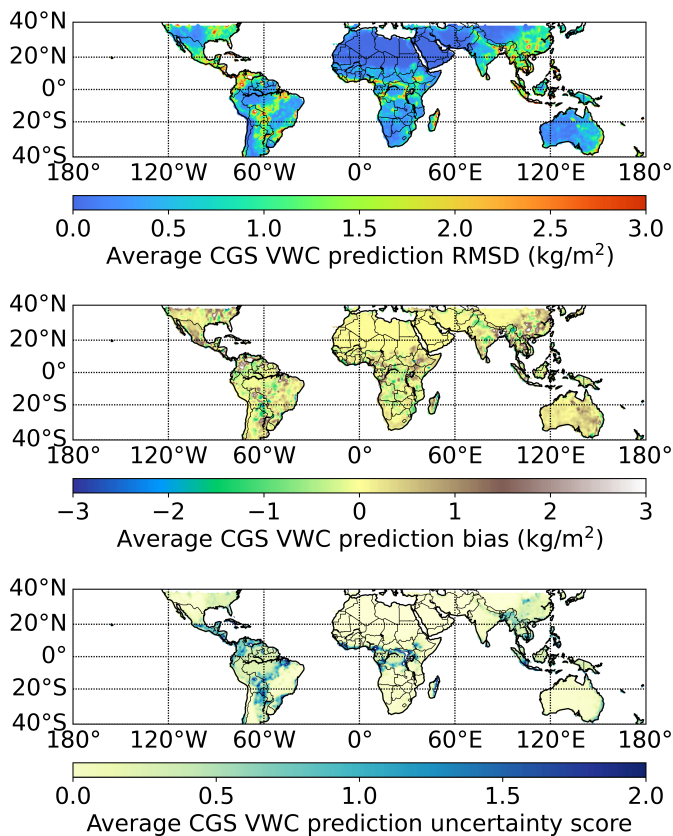 40°N
20°N
0°
20°S
40°S
180° 120°W 60°W 0° 60°E 120°E 180°
0.0 0.5 1.0 1.5 2.0 2.5 3.0
Average CGS VWC prediction RMSD (kg/m²)
40°N
20°N
0°
20°S
40°S
180° 120°W 60°W 0° 60°E 120°E 180°
−3 −2 −1 0 1 2 3
Average CGS VWC prediction bias (kg/m²)
40°N
20°N
0°
20°S
40°S
180° 120°W 60°W 0° 60°E 120°E 180°
0.0 0.5 1.0 1.5 2.0
Average CGS VWC prediction uncertainty score